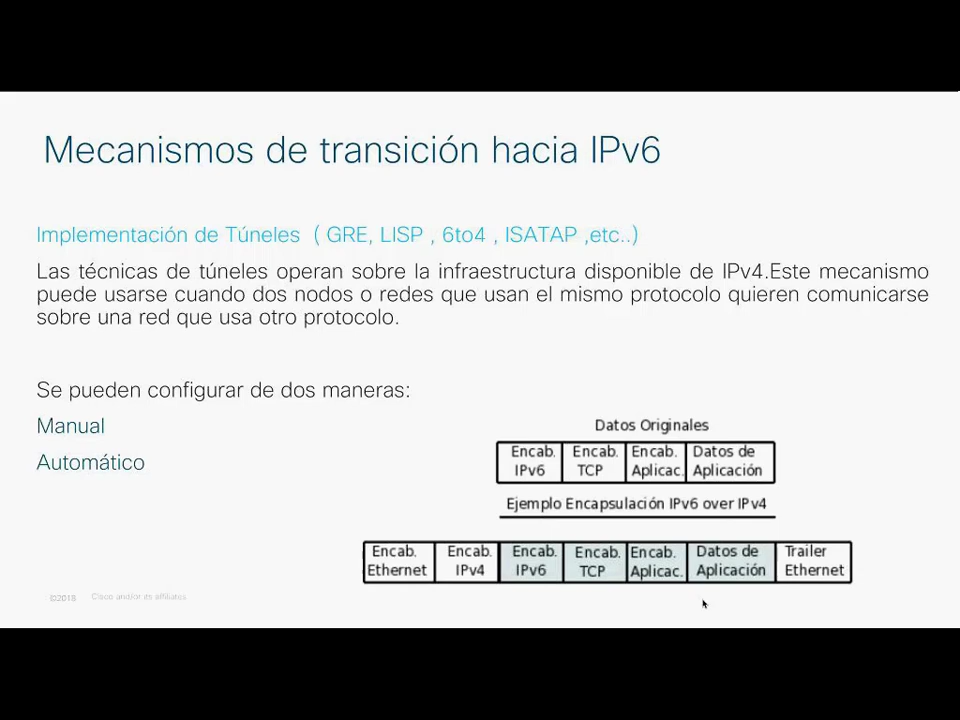 Mecanismos de transición hacia IPv6
Implementación de Túneles ( GRE, LISP , 6to4 , ISATAP ,etc..)
Las técnicas de túneles operan sobre la infraestructura disponible de IPv4.Este mecanismo
puede usarse cuando dos nodos o redes que usan el mismo protocolo quieren comunicarse
sobre una red que usa otro protocolo.
Se pueden configurar de dos maneras:
Manual
Automático
Datos Originales
Encab. Encab. Encab. Datos de
IPv6 TCP Aplicac. Aplicación
Ejemplo Encapsulación IPv6 over IPv4
Encab. Encab. Encab. Encab. Encab. Datos de Trailer
Ethernet IPv4 IPv6 TCP Aplicac. Aplicación Ethernet
©2018 Cisco and/or its affiliates